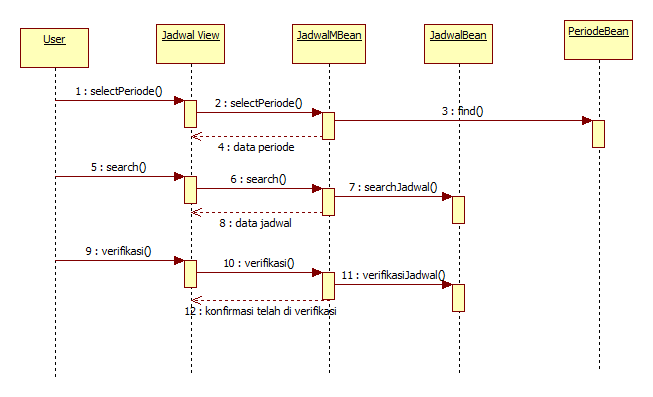 User
Jadwal View
JadwalMBean
JadwalBean
PeriodeBean
1 : selectPeriode()
2 : selectPeriode()
3 : find()
4 : data periode
5 : search()
6 : search()
7 : searchJadwal()
8 : data jadwal
9 : verifikasi()
10 : verifikasi()
11 : verifikasiJadwal()
12 : konfirmasi telah di verifikasi